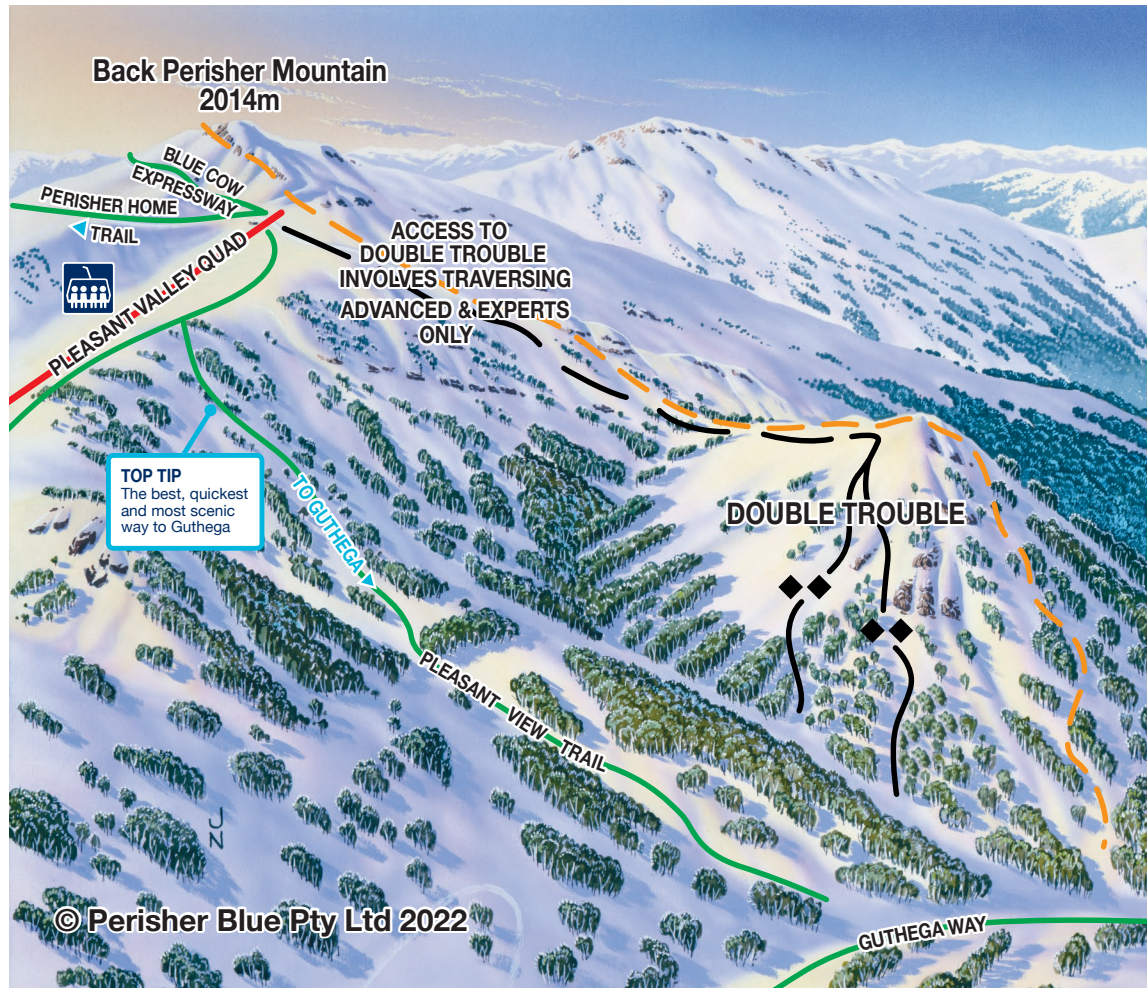 Back Perisher Mountain
2014m
BLUE COW
EXPRESSWAY
PERISHER HOME
TRAIL
PLEASANT VALLEY QUAD
ACCESS TO
DOUBLE TROUBLE
INVOLVES TRAVERSING
ADVANCED & EXPERTS
ONLY
TOP TIP
The best, quickest
and most scenic
way to Guthega
TO GUTHEGA
DOUBLE TROUBLE
PLEASANT VIEW TRAIL
JN
© Perisher Blue Pty Ltd 2022
GUTHEGA WAY